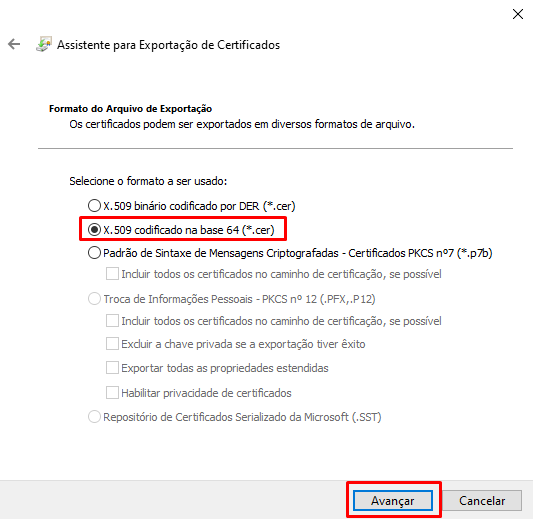 Assistente para Exportação de Certificados
Formato do Arquivo de Exportação
Os certificados podem ser exportados em diversos formatos de arquivo.
Selecione o formato a ser usado:
X.509 binário codificado por DER (*.cer)
X.509 codificado na base 64 (*.cer)
Padrão de Sintaxe de Mensagens Criptografadas - Certificados PKCS nº7 (*.p7b)
Incluir todos os certificados no caminho de certificação, se possível
Troca de Informações Pessoais - PKCS nº 12 (.PFX,.P12)
Incluir todos os certificados no caminho de certificação, se possível
Excluir a chave privada se a exportação tiver êxito
Exportar todas as propriedades estendidas
Habilitar privacidade de certificados
Repositório de Certificados Serializado da Microsoft (.SST)
Avançar Cancelar